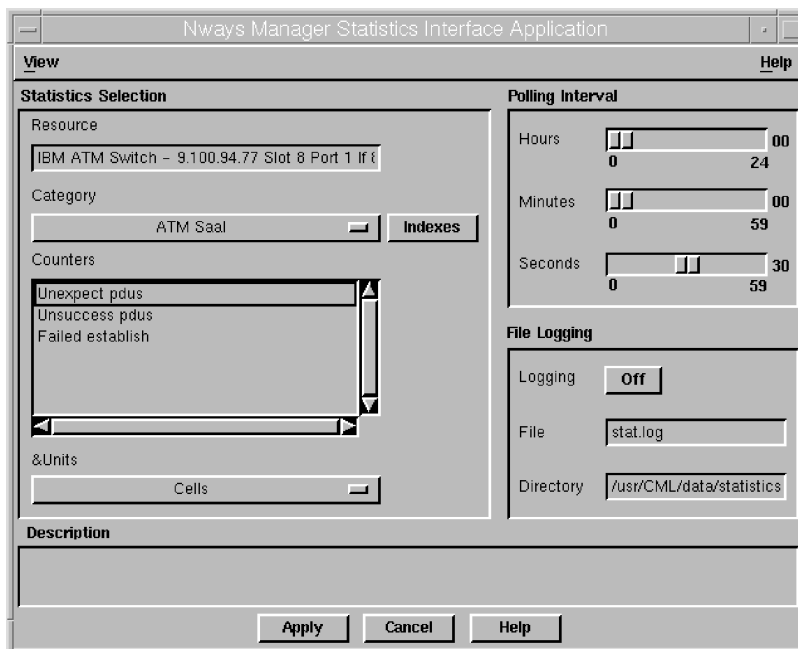 Nways Manager Statistics Interface Application
View Help
Statistics Selection
Resource
IBM ATM Switch – 9.100.94.77 Slot 8 Port 1 If
Category
ATM Saal Indexes
Counters
Unexpect pdus
Unsuccess pdus
Failed establish
&Units
Cells
Polling Interval
Hours 00
0 24
Minutes 00
0 59
Seconds 30
0 59
File Logging
Logging Off
File stat.log
Directory /usr/CML/data/statistics
Description
Apply Cancel Help